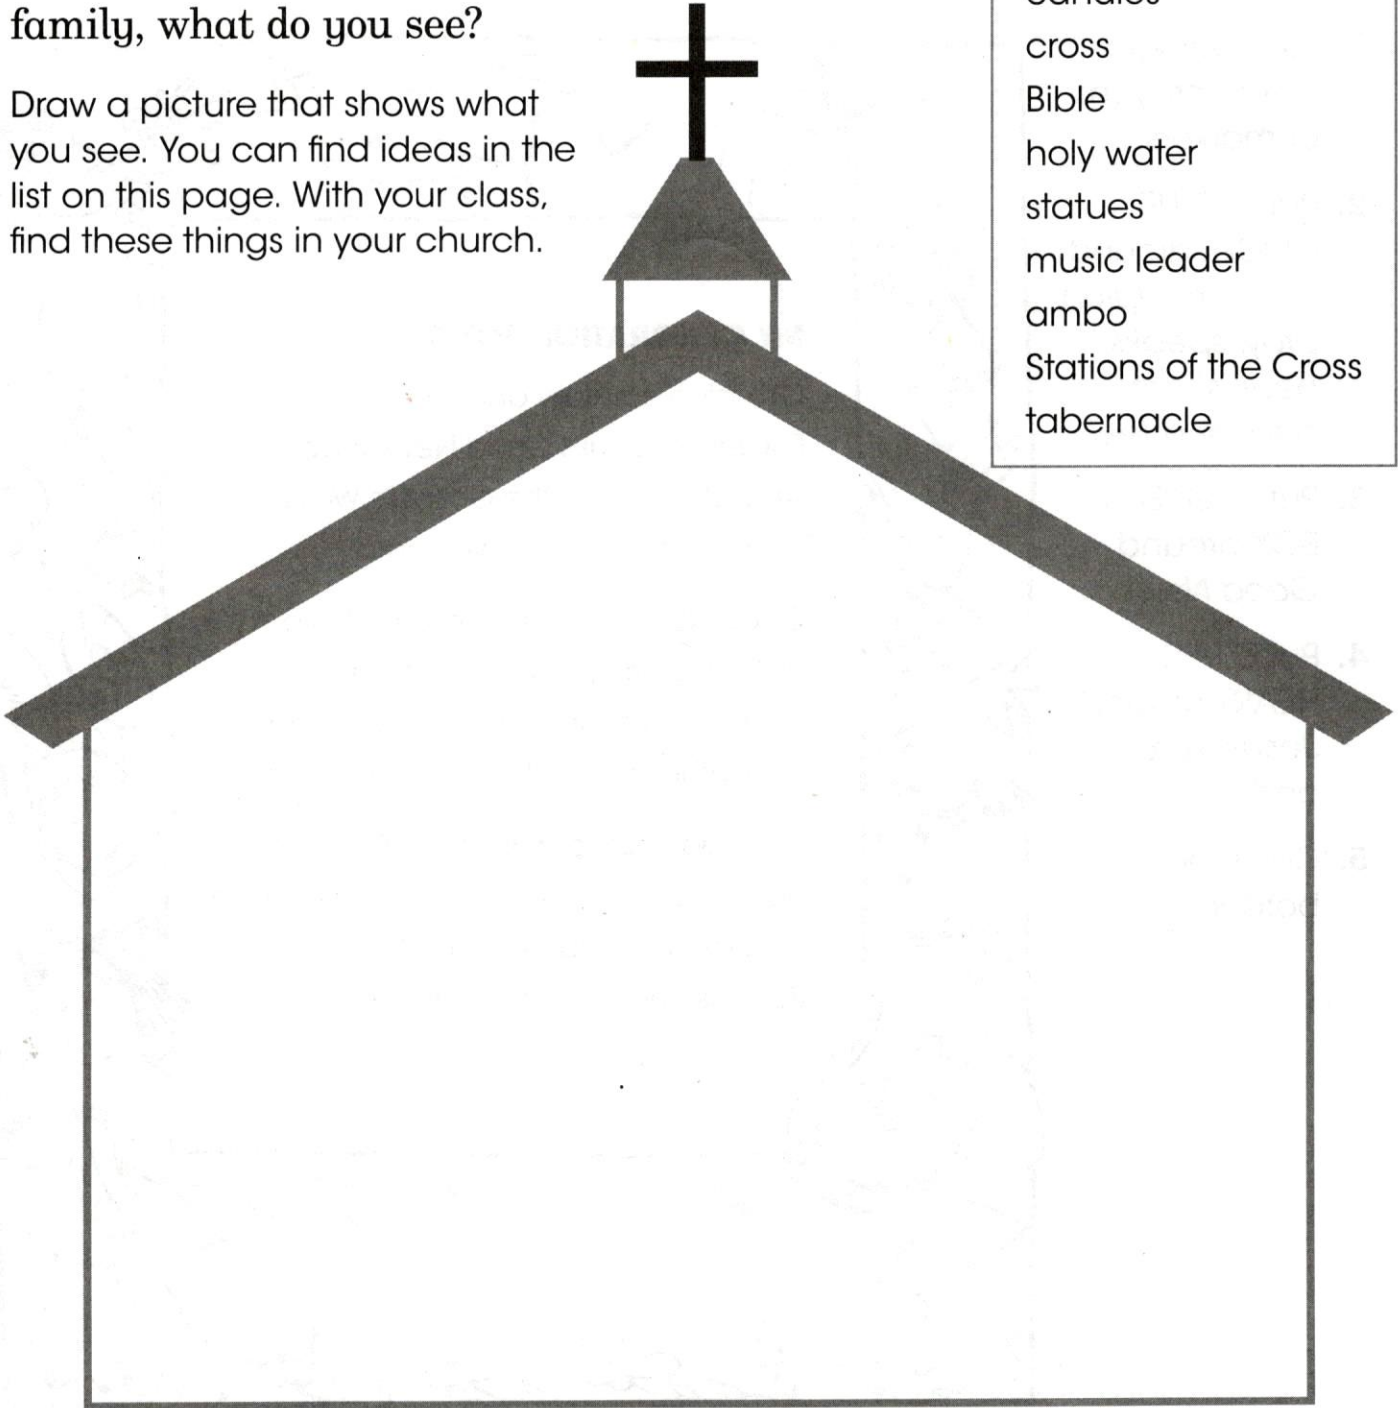 family, what do you see?
Draw a picture that shows what
you see. You can find ideas in the
list on this page. With your class,
find these things in your church.
candles
cross
Bible
holy water
statues
music leader
ambo
Stations of the Cross
tabernacle